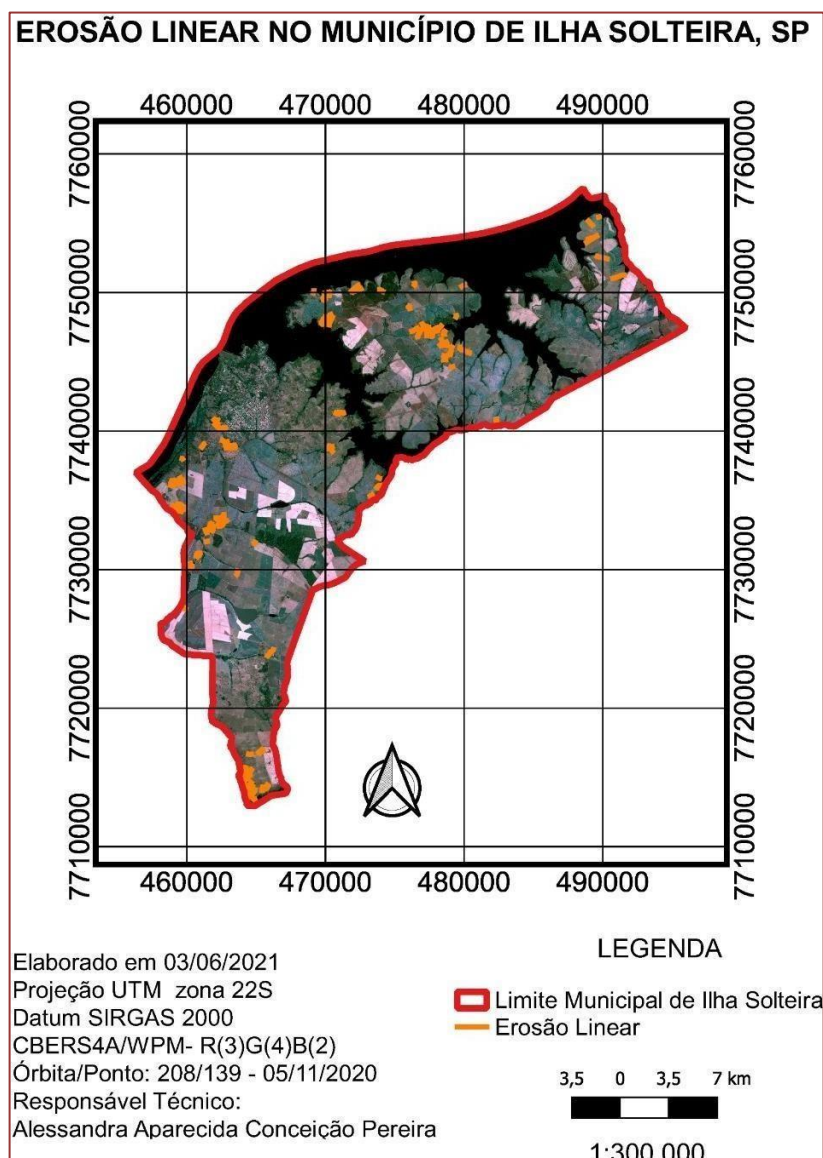 EROSÃO LINEAR NO MUNICÍPIO DE ILHA SOLTEIRA, SP
460000 470000 480000 490000
7760000 7760000
7750000 7750000
7740000 7740000
7730000 7730000
7720000 7720000
7710000 7710000
460000 470000 480000 490000
Elaborado em 03/06/2021
Projeção UTM zona 22S
Datum SIRGAS 2000
CBERS4A/WPM- R(3)G(4)B(2)
Órbita/Ponto: 208/139 - 05/11/2020
Responsável Técnico:
Alessandra Aparecida Conceição Pereira
LEGENDA
Limite Municipal de Ilha Solteira
Erosão Linear
3,5 0 3,5 7 km
1:300.000